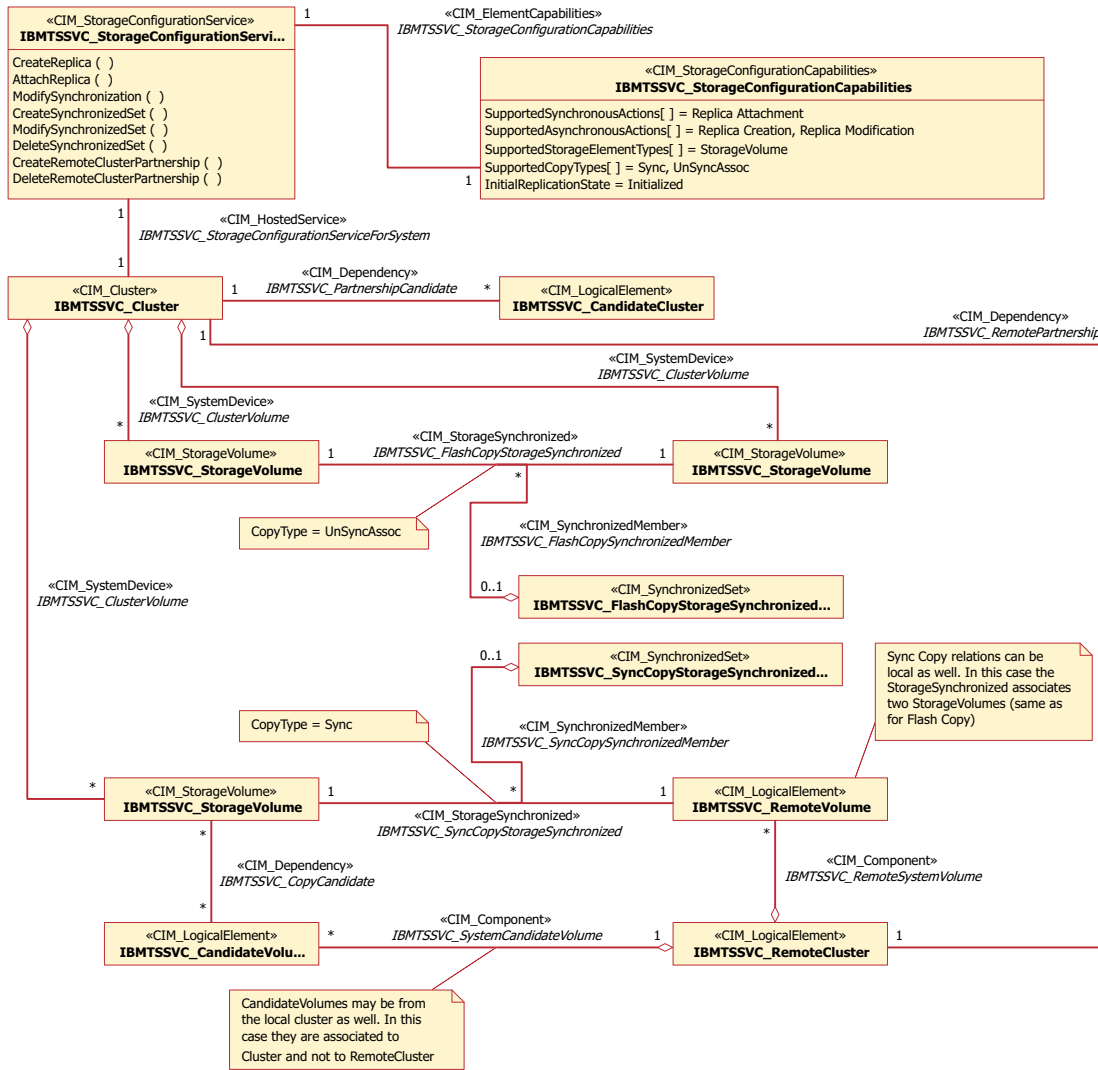 «CIM_StorageConfigurationService»
IBMTSSVC_StorageConfigurationServi...
CreateReplica ( )
AttachReplica ( )
ModifySynchronization ( )
CreateSynchronizedSet ( )
ModifySynchronizedSet ( )
DeleteSynchronizedSet ( )
CreateRemoteClusterPartnership ( )
DeleteRemoteClusterPartnership ( )
1
«CIM_ElementCapabilities»
IBMTSSVC_StorageConfigurationCapabilities
«CIM_StorageConfigurationCapabilities»
IBMTSSVC_StorageConfigurationCapabilities
SupportedSynchronousActions[ ] = Replica Attachment
SupportedAsynchronousActions[ ] = Replica Creation, Replica Modification
SupportedStorageElementTypes[ ] = StorageVolume
SupportedCopyTypes[ ] = Sync, UnSyncAssoc
InitialReplicationState = Initialized
1
1
«CIM_HostedService»
IBMTSSVC_StorageConfigurationServiceForSystem
1
«CIM_Cluster»
IBMTSSVC_Cluster
1
«CIM_Dependency»
IBMTSSVC_PartnershipCandidate
*
«CIM_LogicalElement»
IBMTSSVC_CandidateCluster
1
«CIM_Dependency»
IBMTSSVC_RemotePartnership
«CIM_SystemDevice»
IBMTSSVC_ClusterVolume
«CIM_SystemDevice»
IBMTSSVC_ClusterVolume
*
*
«CIM_StorageVolume»
IBMTSSVC_StorageVolume
1
«CIM_StorageSynchronized»
IBMTSSVC_FlashCopyStorageSynchronized
1
«CIM_StorageVolume»
IBMTSSVC_StorageVolume
*
CopyType = UnSyncAssoc
«CIM_SynchronizedMember»
IBMTSSVC_FlashCopySynchronizedMember
«CIM_SystemDevice»
IBMTSSVC_ClusterVolume
0..1
«CIM_SynchronizedSet»
IBMTSSVC_FlashCopyStorageSynchronized...
0..1
«CIM_SynchronizedSet»
IBMTSSVC_SyncCopyStorageSynchronized...
Sync Copy relations can be
local as well. In this case the
StorageSynchronized associates
two StorageVolumes (same as
for Flash Copy)
CopyType = Sync
«CIM_SynchronizedMember»
IBMTSSVC_SyncCopySynchronizedMember
*
*
«CIM_StorageVolume»
IBMTSSVC_StorageVolume
1
«CIM_StorageSynchronized»
IBMTSSVC_SyncCopyStorageSynchronized
1
«CIM_LogicalElement»
IBMTSSVC_RemoteVolume
*
«CIM_Dependency»
IBMTSSVC_CopyCandidate
*
*
«CIM_Component»
IBMTSSVC_RemoteSystemVolume
«CIM_LogicalElement»
IBMTSSVC_CandidateVolu...
*
«CIM_Component»
IBMTSSVC_SystemCandidateVolume
1
«CIM_LogicalElement»
IBMTSSVC_RemoteCluster
1
CandidateVolumes may be from
the local cluster as well. In this
case they are associated to
Cluster and not to RemoteCluster